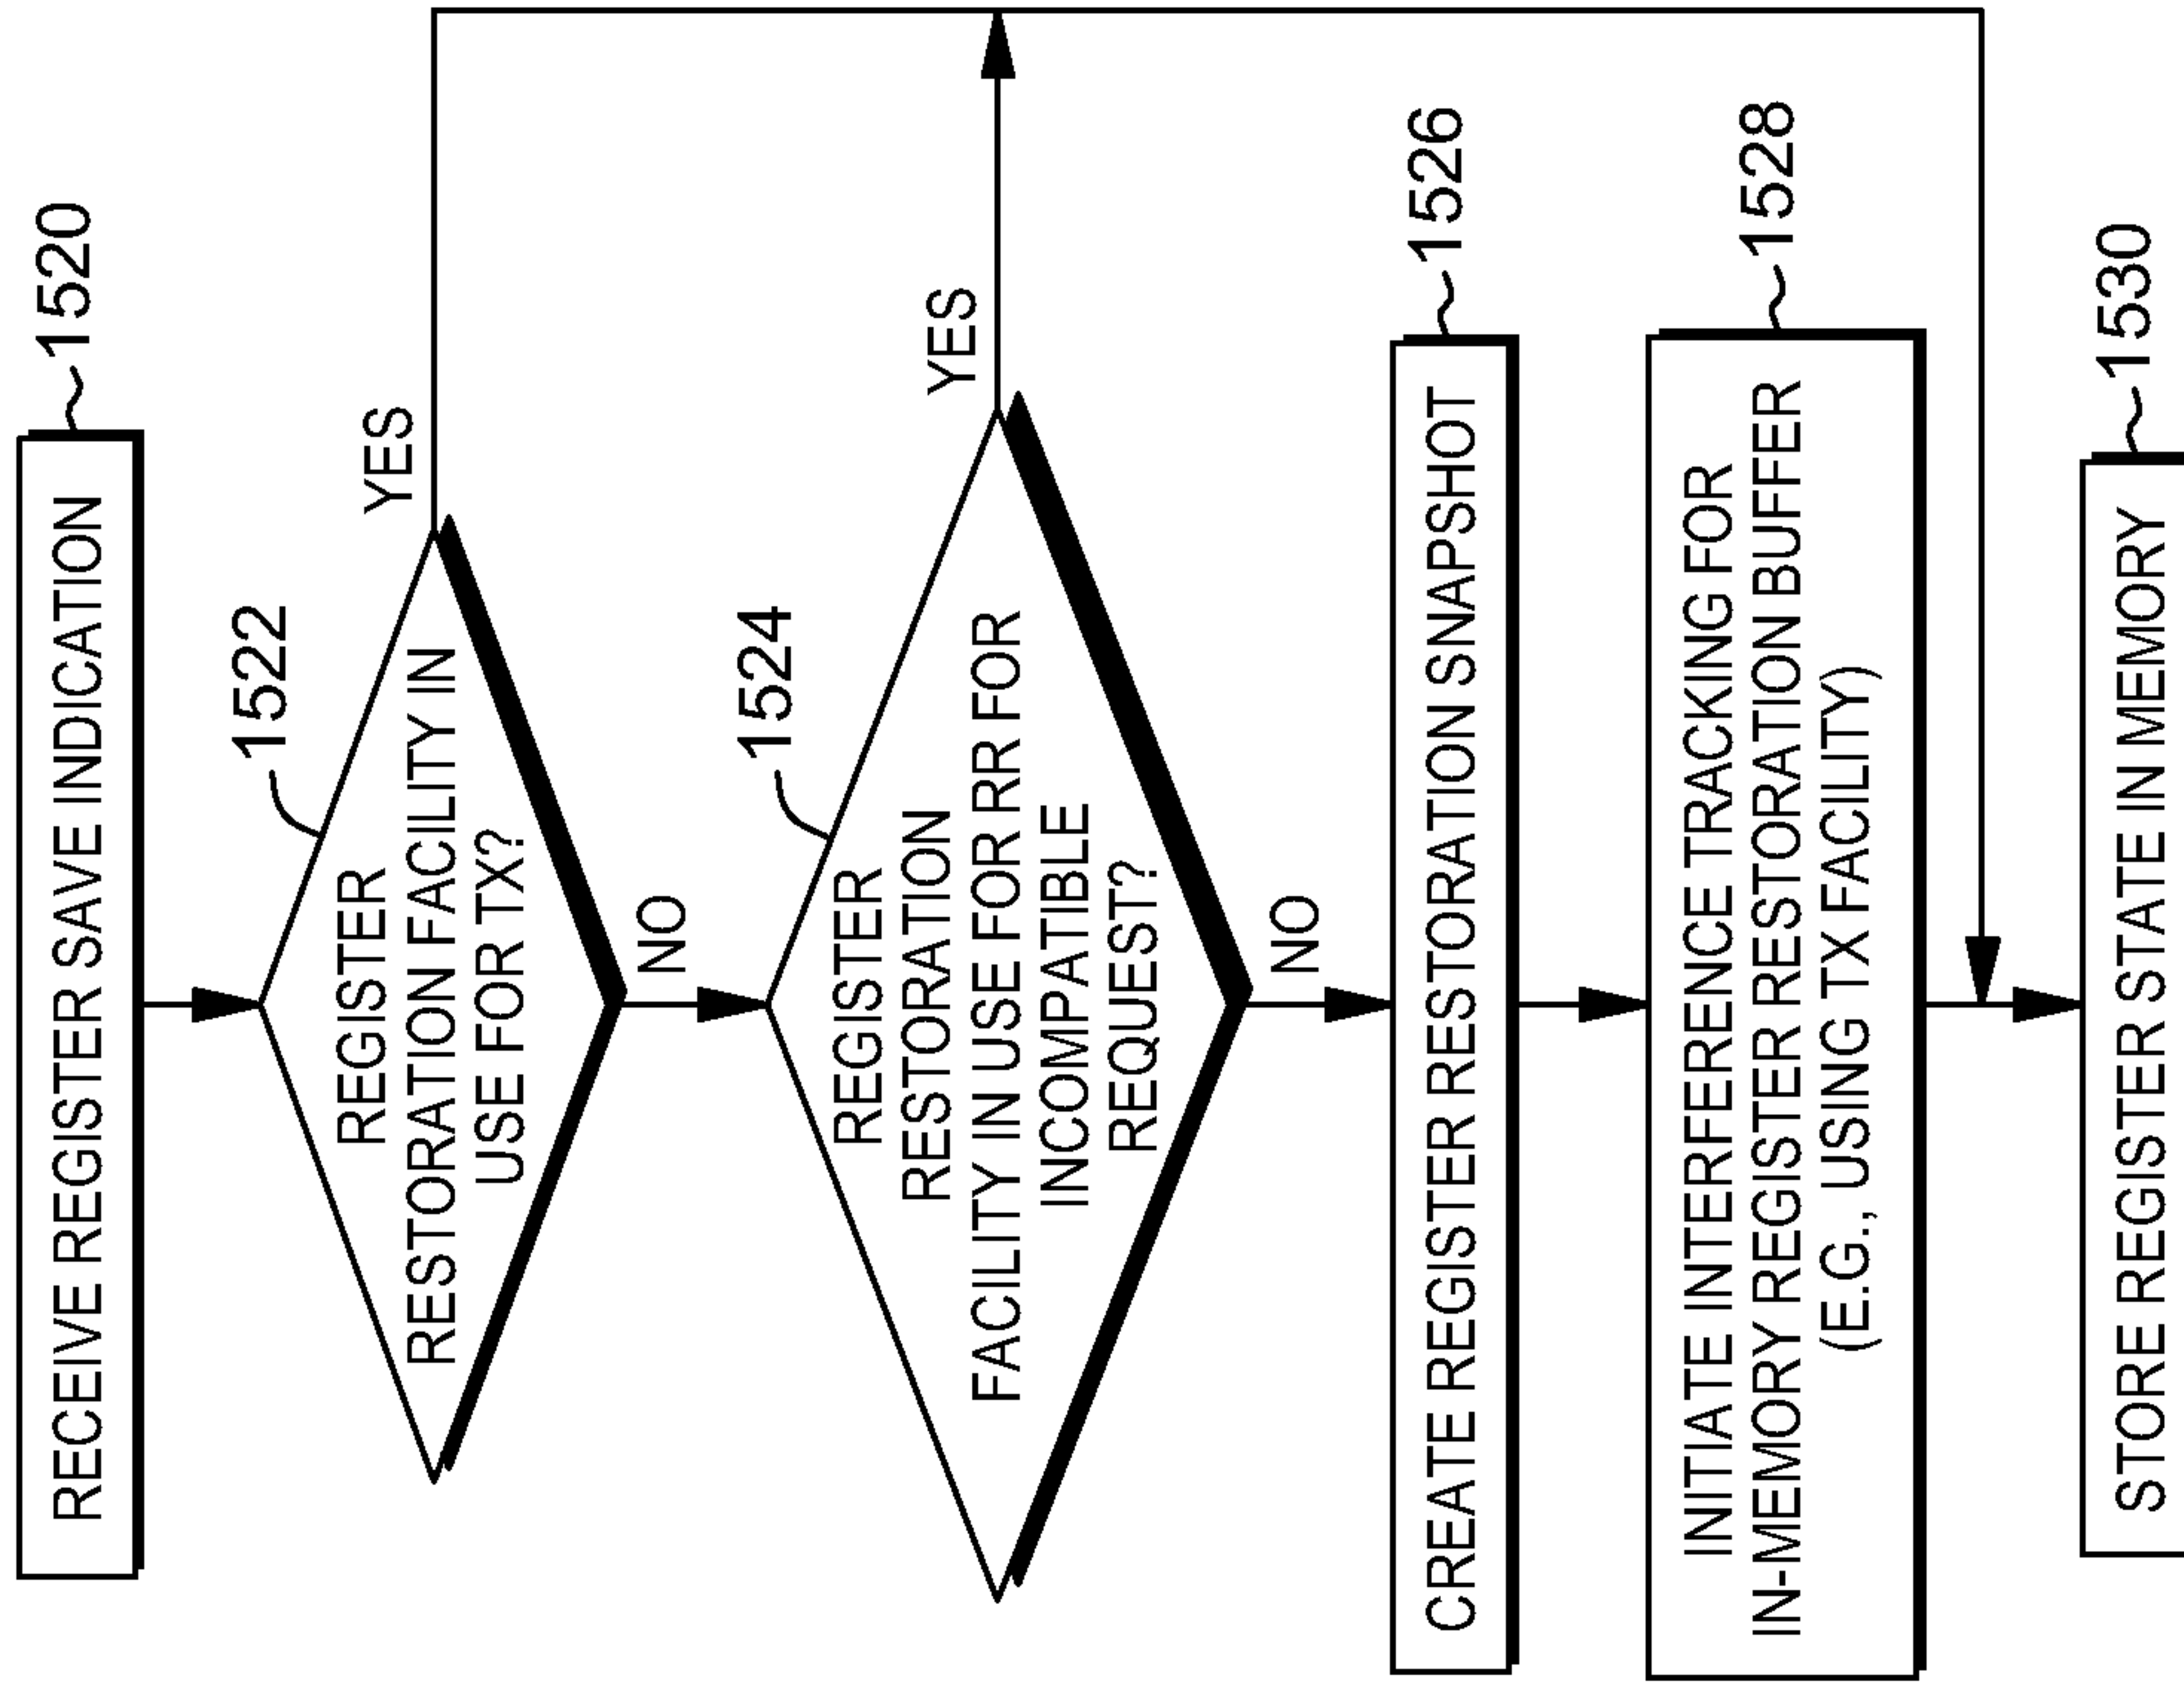 RECEIVE REGISTER SAVE INDICATION
1520
1522
REGISTER
RESTORATION FACILITY IN
USE FOR TX?
YES
NO
1524
REGISTER
RESTORATION
FACILITY IN USE FOR RR FOR
INCOMPATIBLE
REQUEST?
YES
NO
CREATE REGISTER RESTORATION SNAPSHOT
1526
INITIATE INTERFERENCE TRACKING FOR
IN-MEMORY REGISTER RESTORATION BUFFER
(E.G., USING TX FACILITY)
1528
STORE REGISTER STATE IN MEMORY
1530